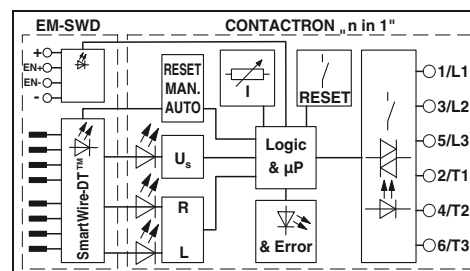 EM-SWD
CONTACTRON „n in 1"
+
EN+
EN-
-
SmartWire-DT™
RESET
MAN.
AUTO
I
RESET
Us
R
L
Logic
& µP
& Error
1/L1
3/L2
5/L3
2/T1
4/T2
6/T3